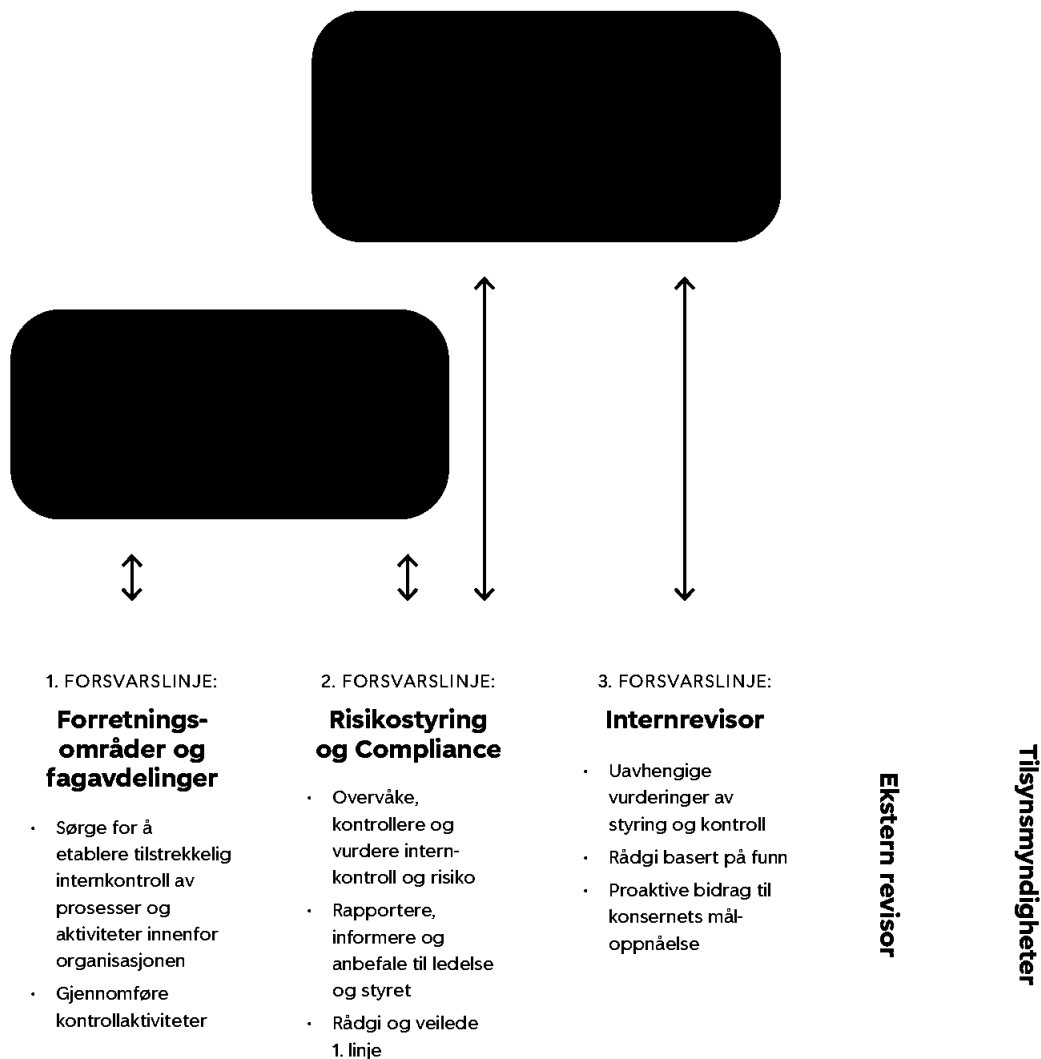 1. FORSVARSLINJE:
Forretnings-
områder og
fagavdelinger
· Sørge for å
etablere tilstrekkelig
internkontroll av
prosesser og
aktiviteter innenfor
organisasjonen
· Gjennomføre
kontrollaktiviteter
2. FORSVARSLINJE:
Risikostyring
og Compliance
· Overvåke,
kontrollere og
vurdere intern-
kontroll og risiko
· Rapportere,
informere og
anbefale til ledelse
og styret
· Rådgi og veilede
1. linje
3. FORSVARSLINJE:
Internrevisor
· Uavhengige
vurderinger av
styring og kontroll
· Rådgi basert på funn
· Proaktive bidrag til
konsernets mål-
oppnåelse
Ekstern revisor
Tilsynsmyndigheter